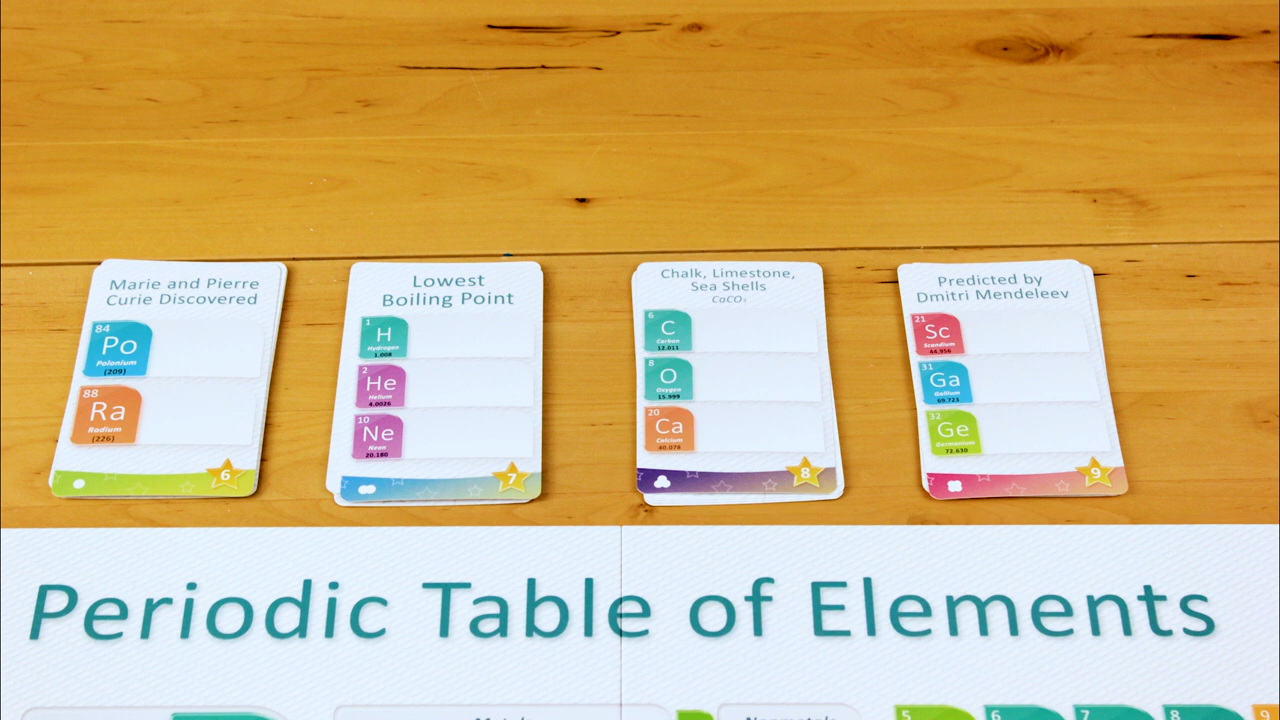 Marie and Pierre
Curie Discovered
84
Po
Polonium
(209)
88
Ra
Radium
(226)
6
Lowest
Boiling Point
1
H
Hydrogen
1.008
2
He
Helium
4.0026
10
Ne
Neon
20.180
7
Chalk, Limestone,
Sea Shells
CaCO₃
6
C
Carbon
12.011
8
O
Oxygen
15.999
20
Ca
Calcium
40.078
8
Predicted by
Dmitri Mendeleev
21
Sc
Scandium
44.956
31
Ga
Gallium
69.723
32
Ge
Germanium
72.630
9
Periodic Table of Elements
Metals
Nonmetals
5
6
7
8
9